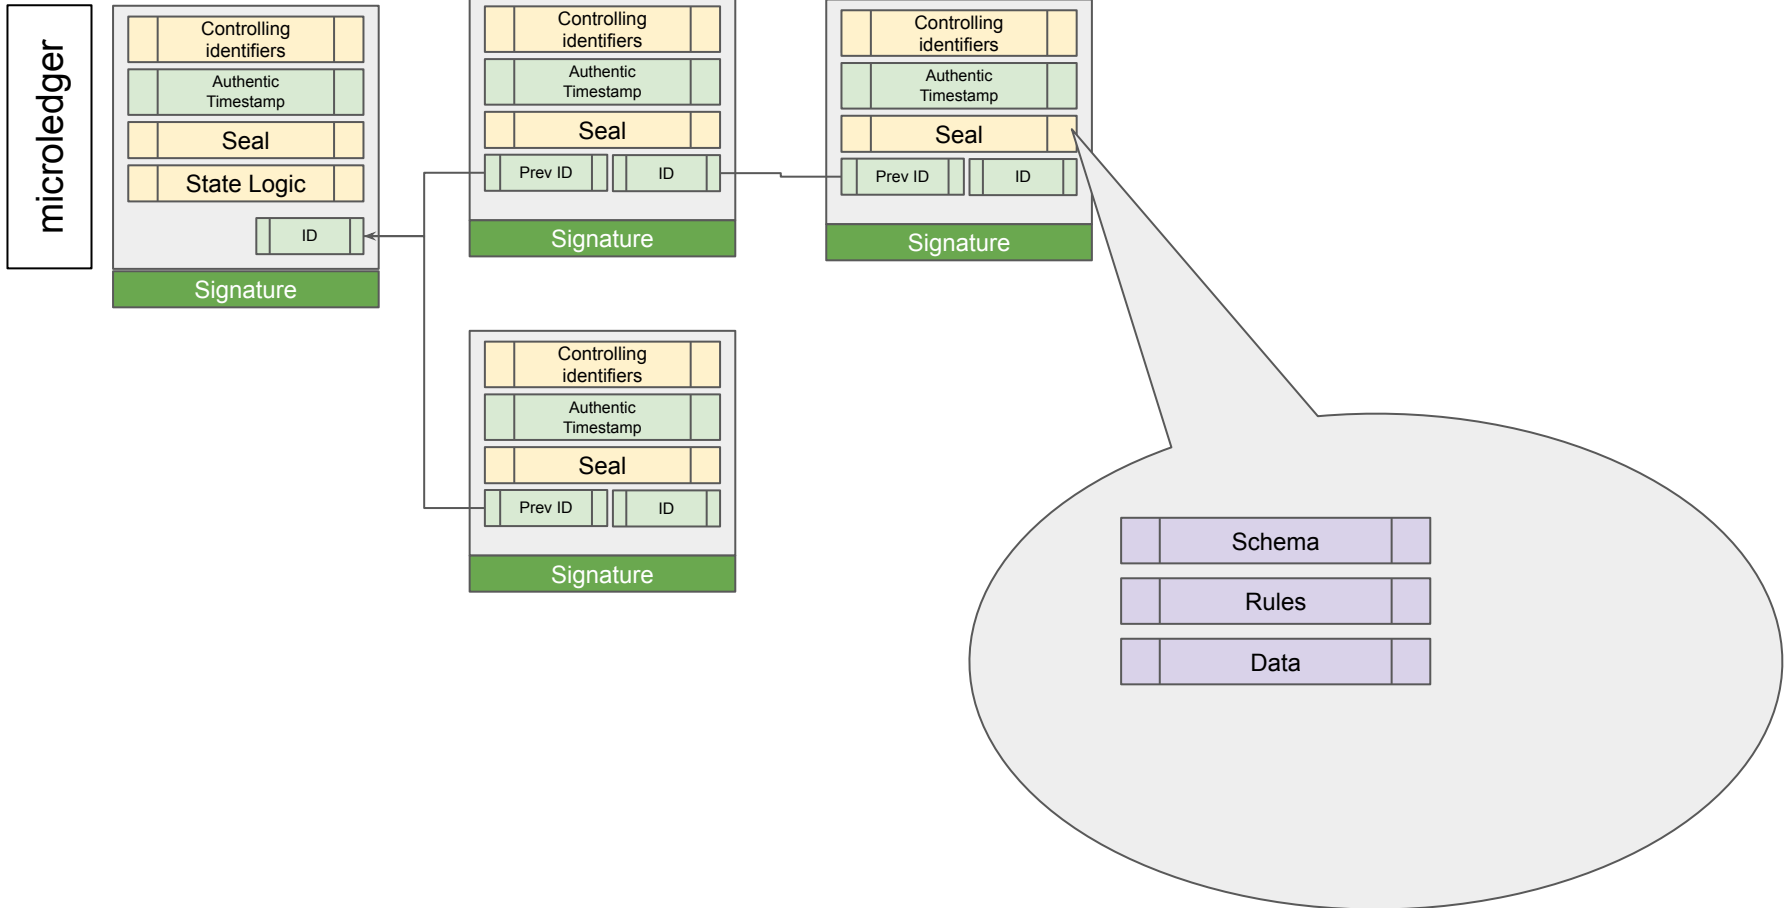 microledger
Controlling
identifiers
Authentic
Timestamp
Seal
State Logic
ID
Signature
Controlling
identifiers
Authentic
Timestamp
Seal
Prev ID
ID
Signature
Controlling
identifiers
Authentic
Timestamp
Seal
Prev ID
ID
Signature
Controlling
identifiers
Authentic
Timestamp
Seal
Prev ID
ID
Signature
Schema
Rules
Data